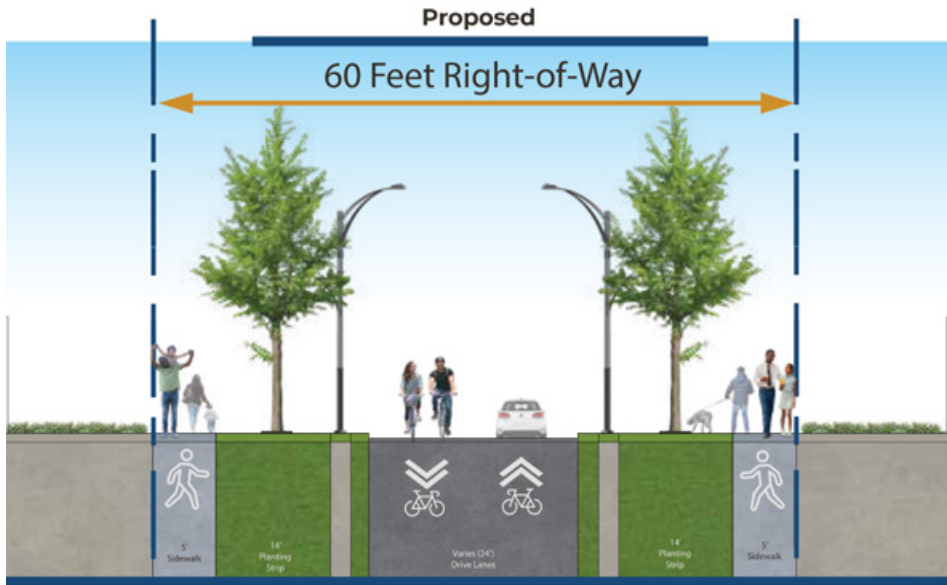 Proposed
60 Feet Right-of-Way
5'
Sidewalk
14'
Planting
Strip
Varies (24')
Drive Lanes
14'
Planting
Strip
5'
Sidewalk